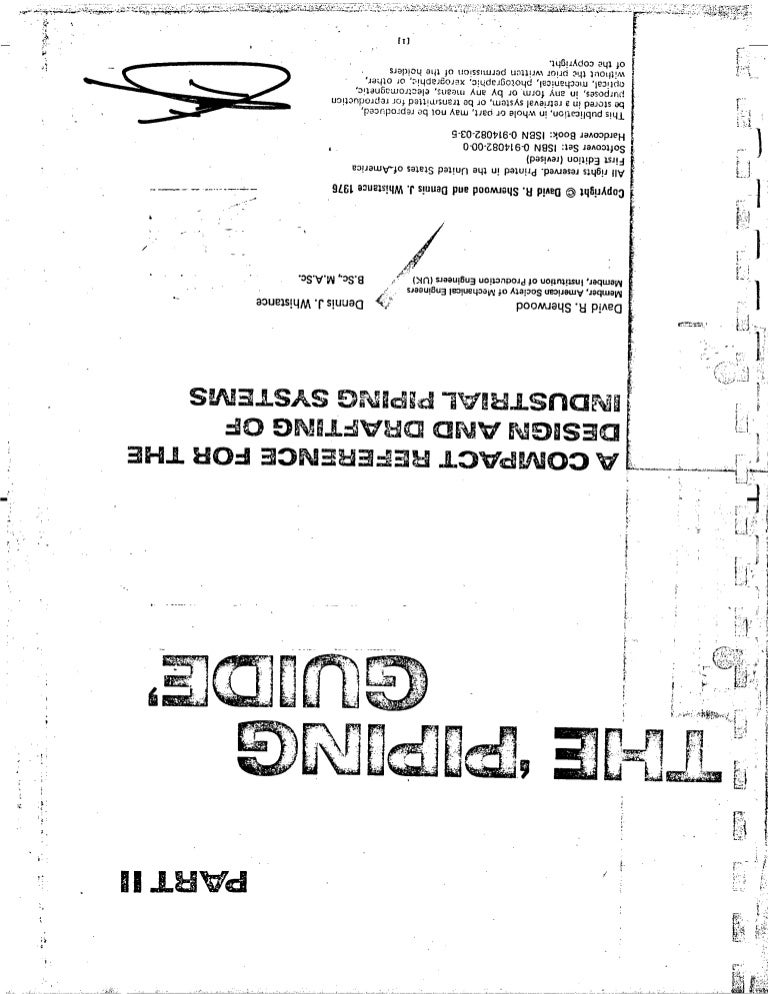 PART II
THE 'PIPING
GUIDE'
A COMPACT REFERENCE FOR THE
DESIGN AND DRAFTING OF
INDUSTRIAL PIPING SYSTEMS
David R. Sherwood
Member, American Society of Mechanical Engineers
Member, Institution of Production Engineers (UK)
Dennis J. Whistance
B.Sc., M.A.Sc.
Copyright © David R. Sherwood and Dennis J. Whistance 1976
All rights reserved. Printed in the United States of America
First Edition (revised)
Softcover Set: ISBN 0-914082-00-0
Hardcover Book: ISBN 0-914082-03-5
This publication, in whole or part, may not be reproduced,
be stored in a retrieval system, or be transmitted for reproduction
purposes, in any form or by any means, electromagnetic,
optical, mechanical, photographic, xerographic, or other,
without the prior written permission of the holders
of the copyright.
[1]